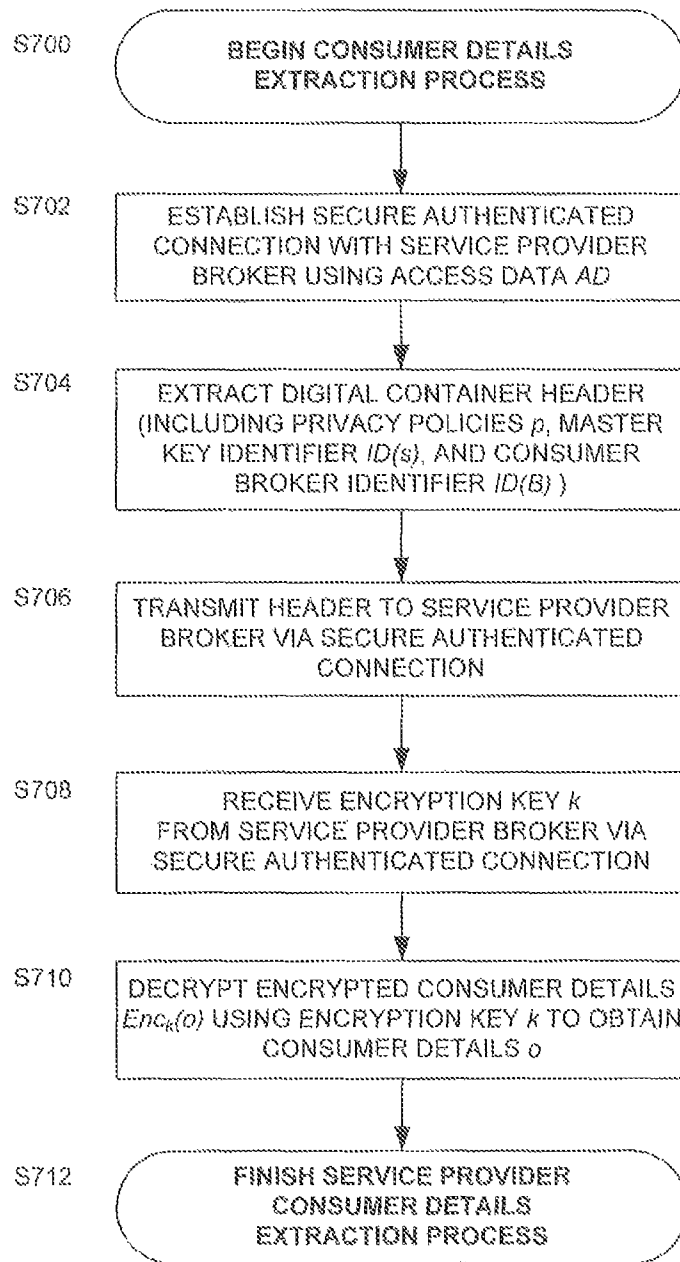 S700
BEGIN CONSUMER DETAILS
EXTRACTION PROCESS
S702
ESTABLISH SECURE AUTHENTICATED
CONNECTION WITH SERVICE PROVIDER
BROKER USING ACCESS DATA AD
S704
EXTRACT DIGITAL CONTAINER HEADER
(INCLUDING PRIVACY POLICIES p, MASTER
KEY IDENTIFIER ID(s), AND CONSUMER
BROKER IDENTIFIER ID(B) )
S706
TRANSMIT HEADER TO SERVICE PROVIDER
BROKER VIA SECURE AUTHENTICATED
CONNECTION
S708
RECEIVE ENCRYPTION KEY k
FROM SERVICE PROVIDER BROKER VIA
SECURE AUTHENTICATED CONNECTION
S710
DECRYPT ENCRYPTED CONSUMER DETAILS
Encₖ(o) USING ENCRYPTION KEY k TO OBTAIN
CONSUMER DETAILS o
S712
FINISH SERVICE PROVIDER
CONSUMER DETAILS
EXTRACTION PROCESS